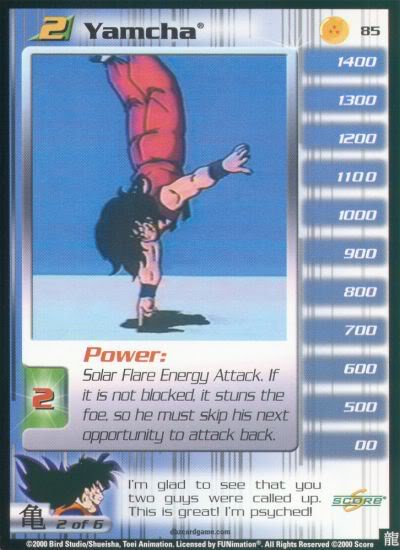 2 Yamcha® 85
1400
1300
1200
1100
1000
900
800
700
600
500
00
Power:
2
Solar Flare Energy Attack. If
it is not blocked, it stuns the
foe, so he must skip his next
opportunity to attack back.
I'm glad to see that you
two guys were called up.
This is great! I'm psyched!
SCORE
亀 2 of 6
dbzcardgame.com
龍
©2000 Bird Studio/Shueisha, Toei Animation. Licensed by FUNimation®. All Rights Reserved ©2000 Score